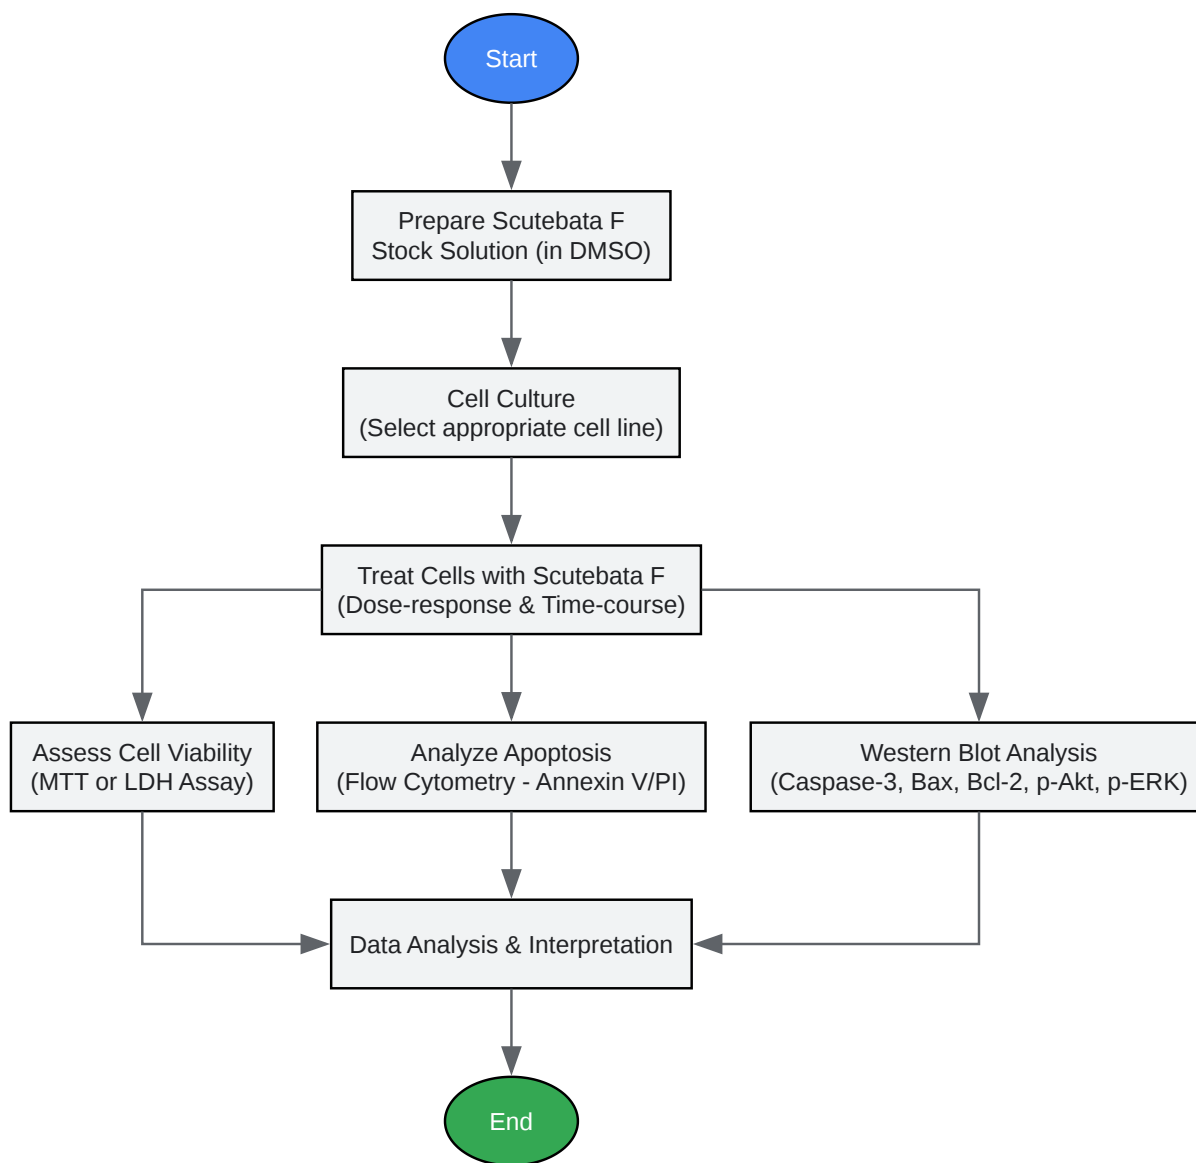 Start
Prepare Scutebata F
Stock Solution (in DMSO)
Cell Culture
(Select appropriate cell line)
Treat Cells with Scutebata F
(Dose-response & Time-course)
Assess Cell Viability
(MTT or LDH Assay)
Analyze Apoptosis
(Flow Cytometry - Annexin V/PI)
Western Blot Analysis
(Caspase-3, Bax, Bcl-2, p-Akt, p-ERK)
Data Analysis & Interpretation
End